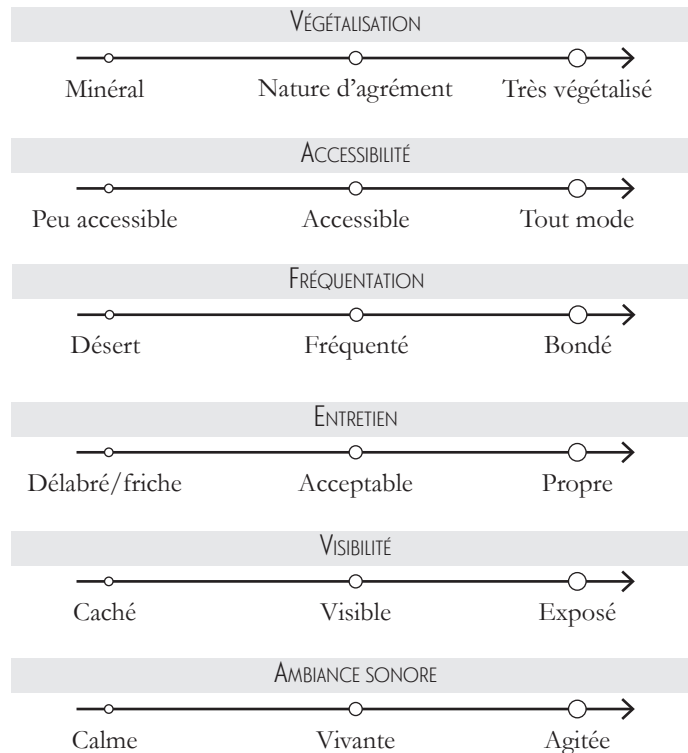 Végétalisation
Minéral Nature d'agrément Très végétalisé
Accessibilité
Peu accessible Accessible Tout mode
Fréquentation
Désert Fréquenté Bondé
Entretien
Délabré/friche Acceptable Propre
Visibilité
Caché Visible Exposé
Ambiance sonore
Calme Vivante Agitée